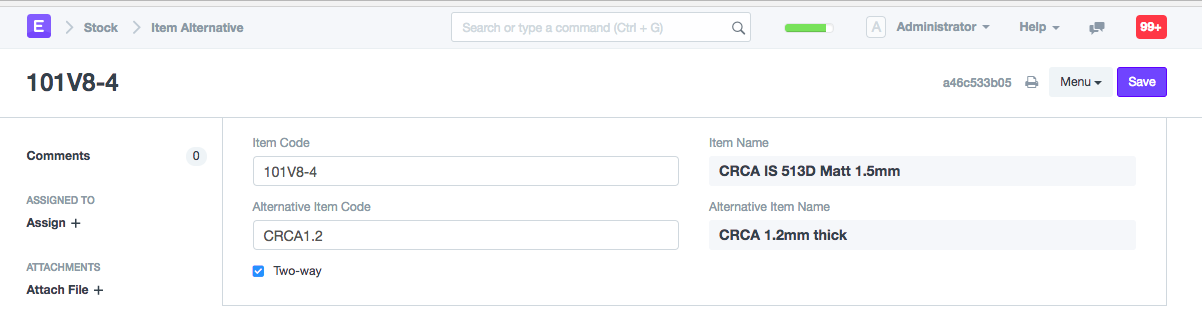 E Stock Item Alternative Search or type a command (Ctrl + G) A Administrator Help 99+
101V8-4 a46c533b05 Menu Save
Comments 0
ASSIGNED TO
Assign +
ATTACHMENTS
Attach File +
Item Code
101V8-4
Item Name
CRCA IS 513D Matt 1.5mm
Alternative Item Code
CRCA1.2
Alternative Item Name
CRCA 1.2mm thick
Two-way